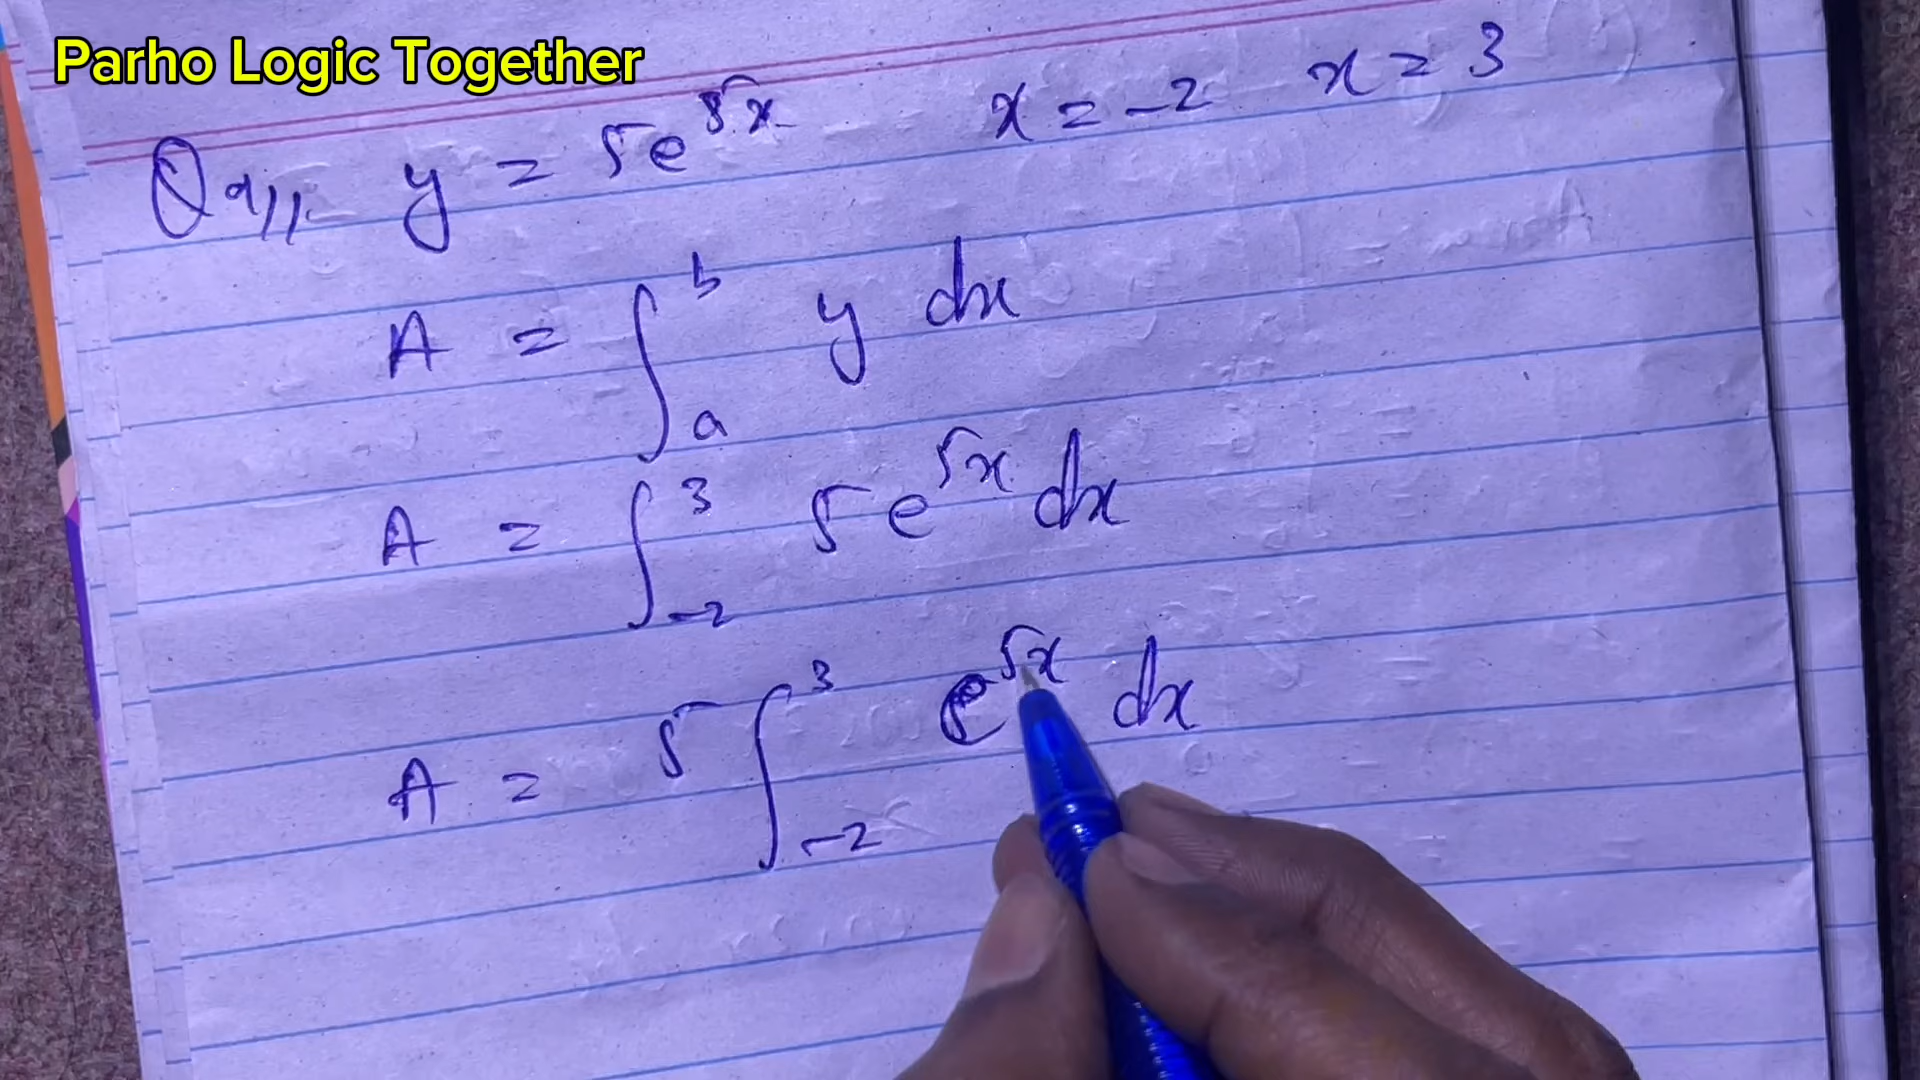 Parho Logic Together
y = 5e^5x x = -2 x = 3
A = ∫_a^b y dx
A = ∫_-2^3 5e^5x dx
A = 5 ∫_-2^3 e^5x dx